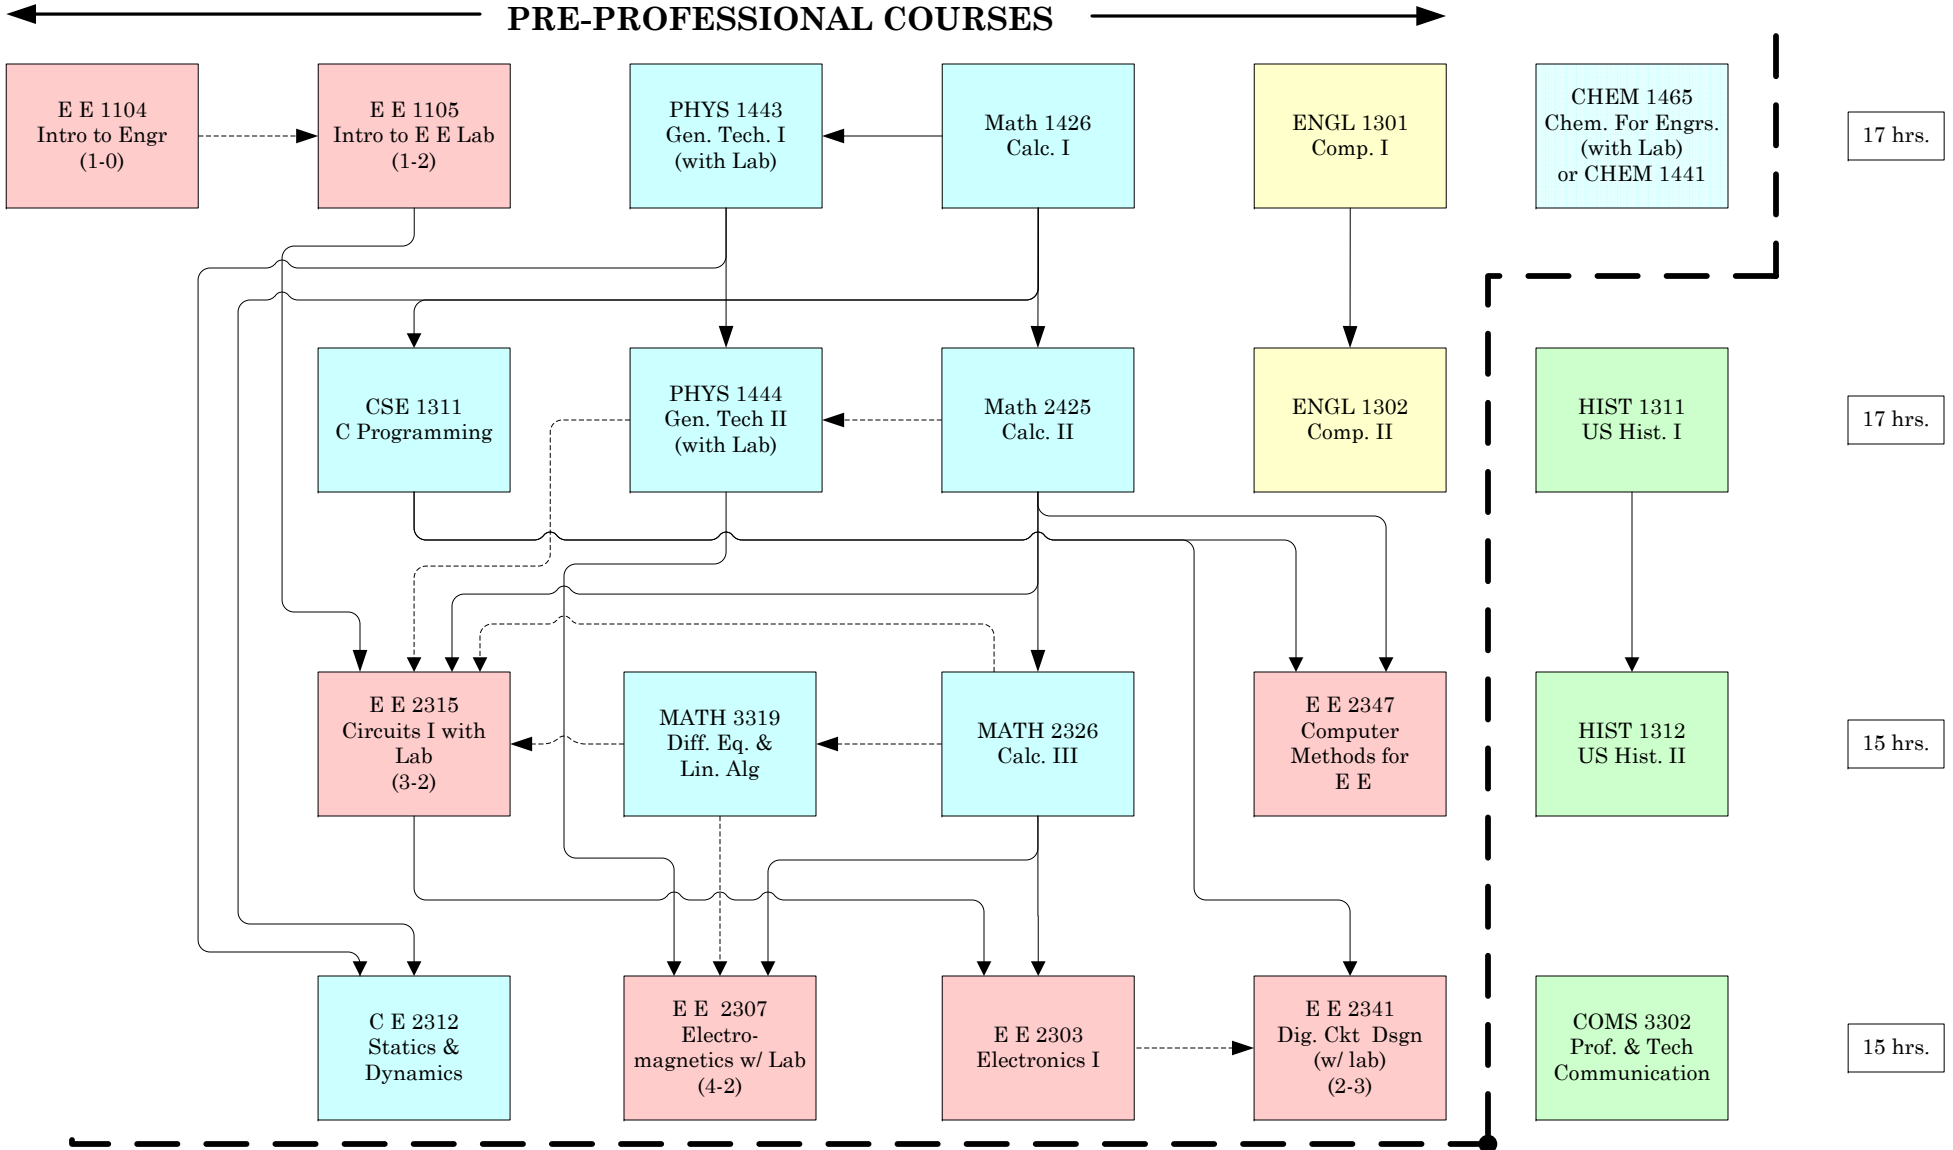 PRE-PROFESSIONAL COURSES
E E 1104
Intro to Engr
(1-0)
E E 1105
Intro to E E Lab
(1-2)
PHYS 1443
Gen. Tech. I
(with Lab)
Math 1426
Calc. I
ENGL 1301
Comp. I
CHEM 1465
Chem. For Engrs.
(with Lab)
or CHEM 1441
17 hrs.
CSE 1311
C Programming
PHYS 1444
Gen. Tech II
(with Lab)
Math 2425
Calc. II
ENGL 1302
Comp. II
HIST 1311
US Hist. I
17 hrs.
E E 2315
Circuits I with
Lab
(3-2)
MATH 3319
Diff. Eq. &
Lin. Alg
MATH 2326
Calc. III
E E 2347
Computer
Methods for
E E
HIST 1312
US Hist. II
15 hrs.
C E 2312
Statics &
Dynamics
E E  2307
Electro-
magnetics w/ Lab
(4-2)
E E 2303
Electronics I
E E 2341
Dig. Ckt  Dsgn
(w/ lab)
(2-3)
COMS 3302
Prof. & Tech
Communication
15 hrs.